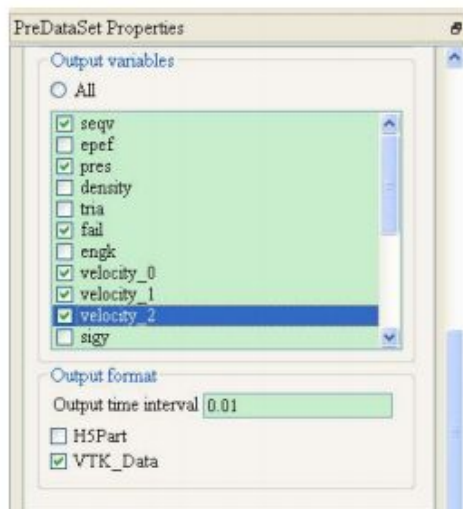 PreDataSet Properties
Output variables
All
seqv
epef
pres
density
tria
fail
engk
velocity_0
velocity_1
velocity_2
sigy
Output format
Output time interval 0.01
H5Part
VTK_Data